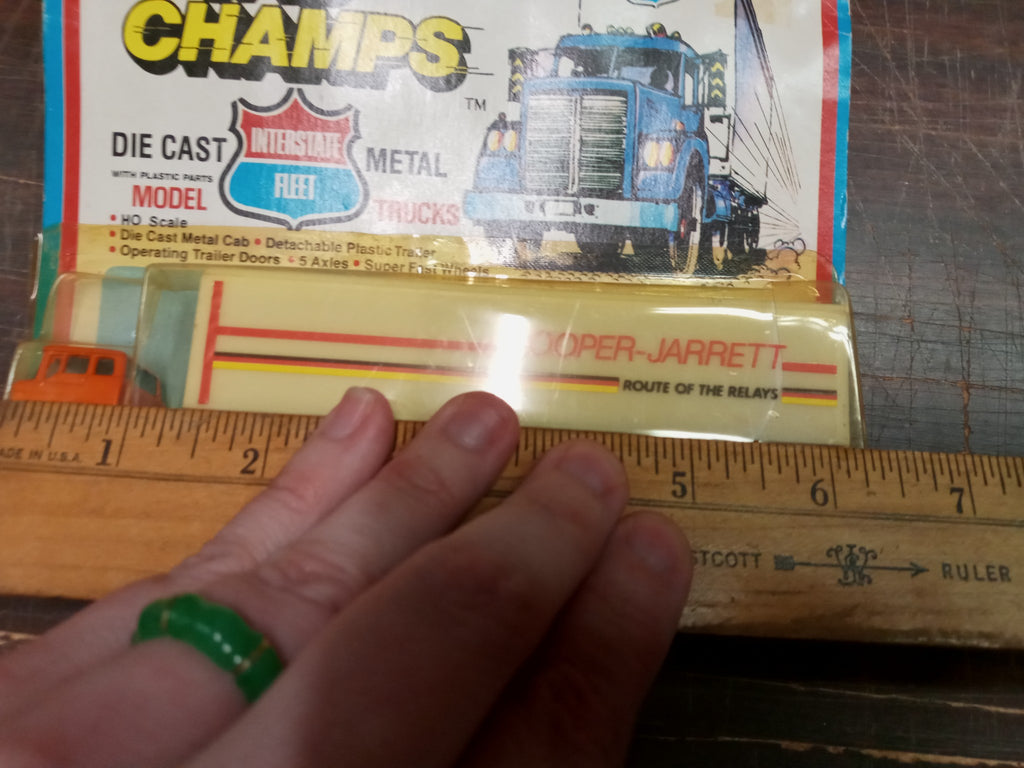 CHAMPS
TM
DIE CAST
WITH PLASTIC PARTS
MODEL
INTERSTATE
FLEET
METAL
TRUCKS
• HO Scale
• Die Cast Metal Cab • Detachable Plastic Trailer
• Operating Trailer Doors • 5 Axles • Super Fast Wheels
COOPER-JARRETT
ROUTE OF THE RELAYS
MADE IN U.S.A.
1 2 5 6 7
STCOTT RULER